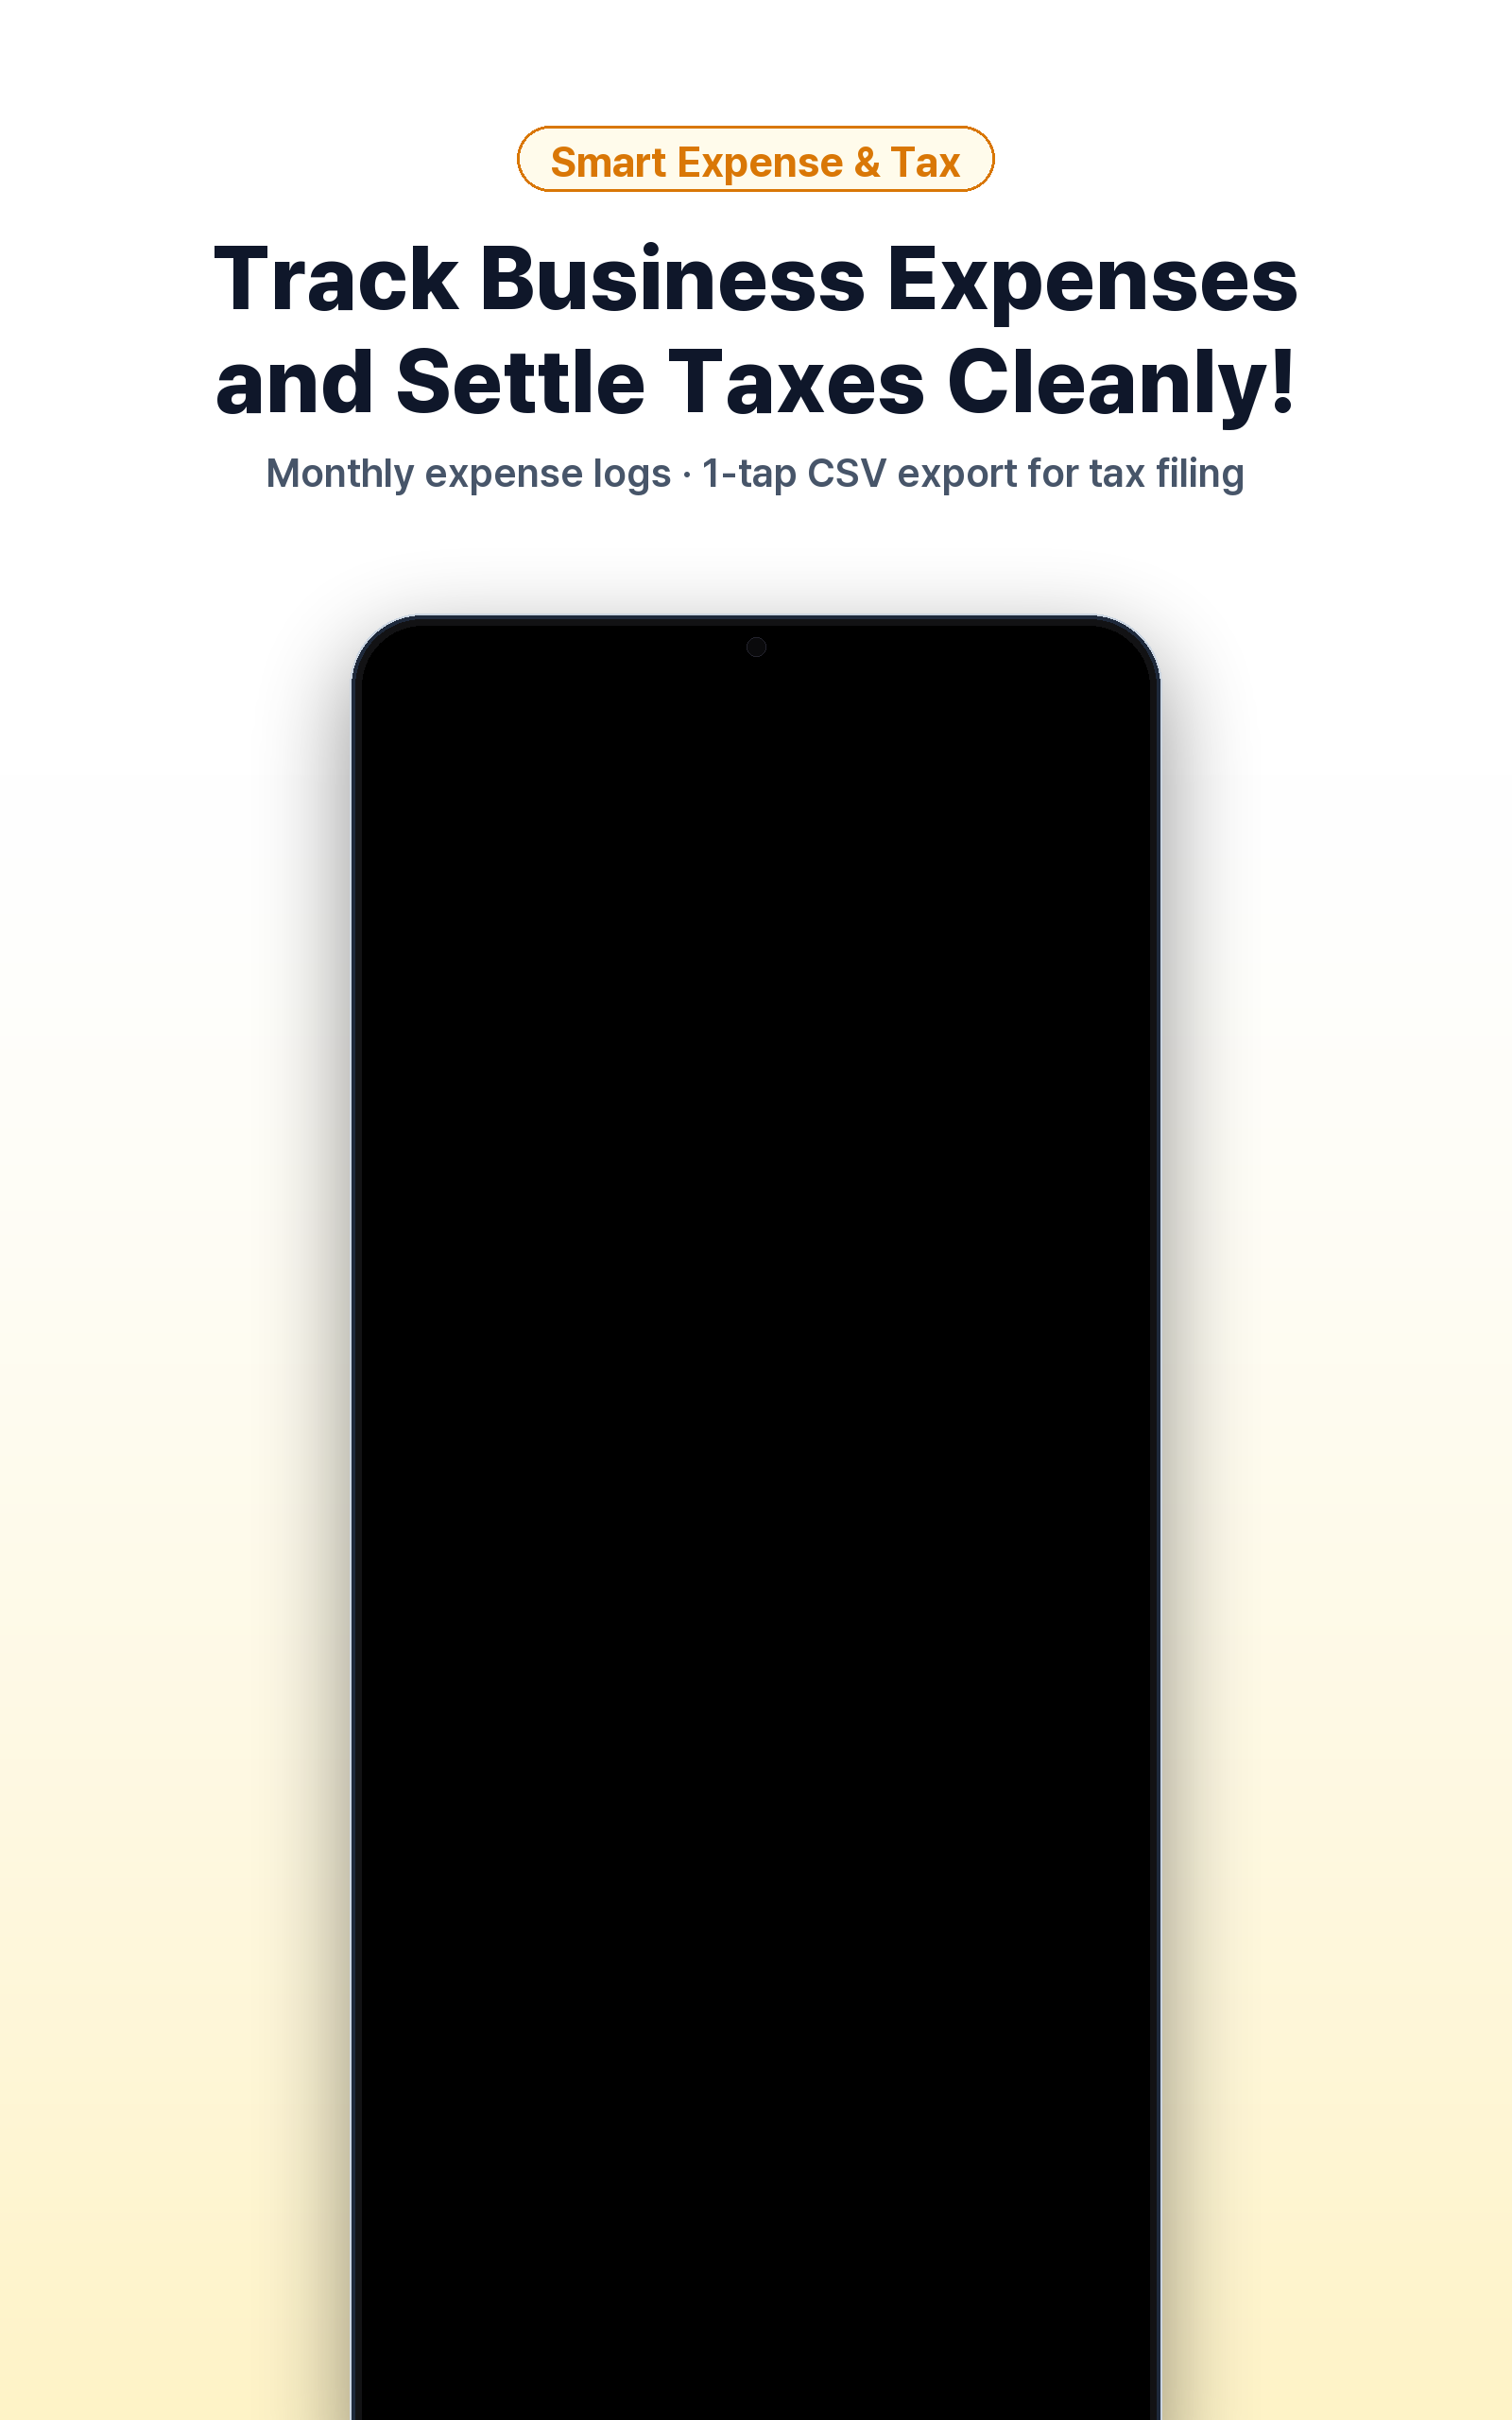 Smart Expense & Tax
Track Business Expenses
and Settle Taxes Cleanly!
Monthly expense logs · 1-tap CSV export for tax filing